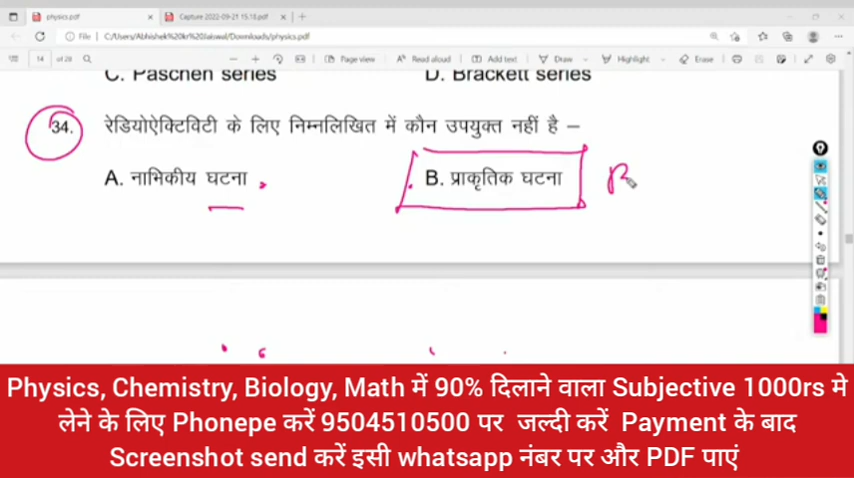 physics.pdf
Capture 2022-09-21 15.18.pdf
File
C:/Users/Abhishek%20kr%20Jaiswal/Downloads/physics.pdf
14 of 28
Page view
Read aloud
Add text
Draw
Highlight
Erase
C. Paschen series
D. Brackett series
34. रेडियोऐक्टिविटी के लिए निम्नलिखित में कौन उपयुक्त नहीं है –
A. नाभिकीय घटना
B. प्राकृतिक घटना
Physics, Chemistry, Biology, Math में 90% दिलाने वाला Subjective 1000rs मे
लेने के लिए Phonepe करें 9504510500 पर जल्दी करें Payment के बाद
Screenshot send करें इसी whatsapp नंबर पर और PDF पाएं